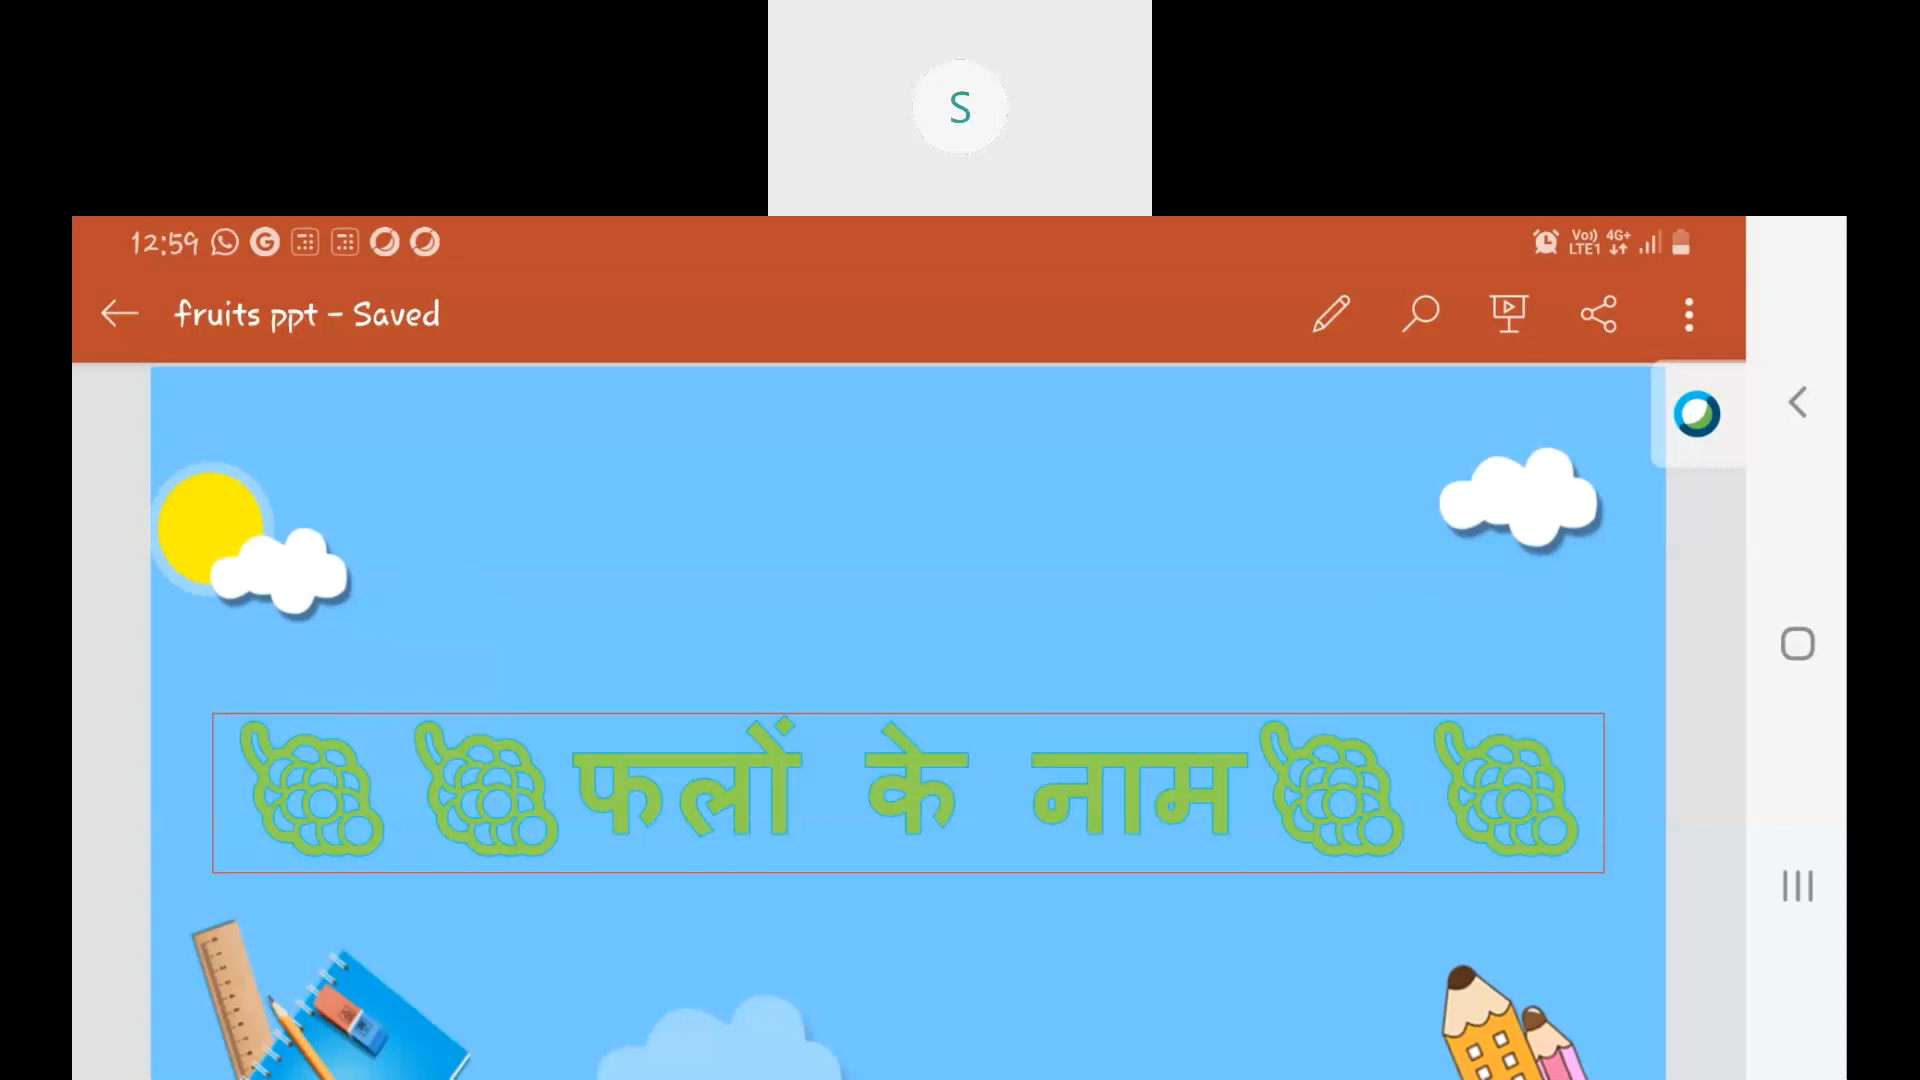 S
12:59
Vo)) 4G+
LTE1
fruits ppt - Saved
फलों के नाम